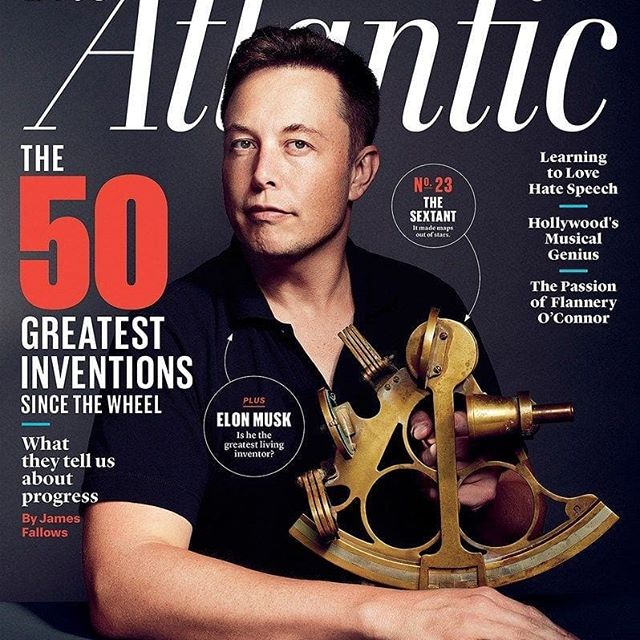 Atlantic
THE
50
GREATEST
INVENTIONS
SINCE THE WHEEL
What
they tell us
about
progress
By James
Fallows
PLUS
ELON MUSK
Is he the
greatest living
inventor?
No. 23
THE
SEXTANT
It made maps
out of stars.
Learning
to Love
Hate Speech
Hollywood's
Musical
Genius
The Passion
of Flannery
O'Connor